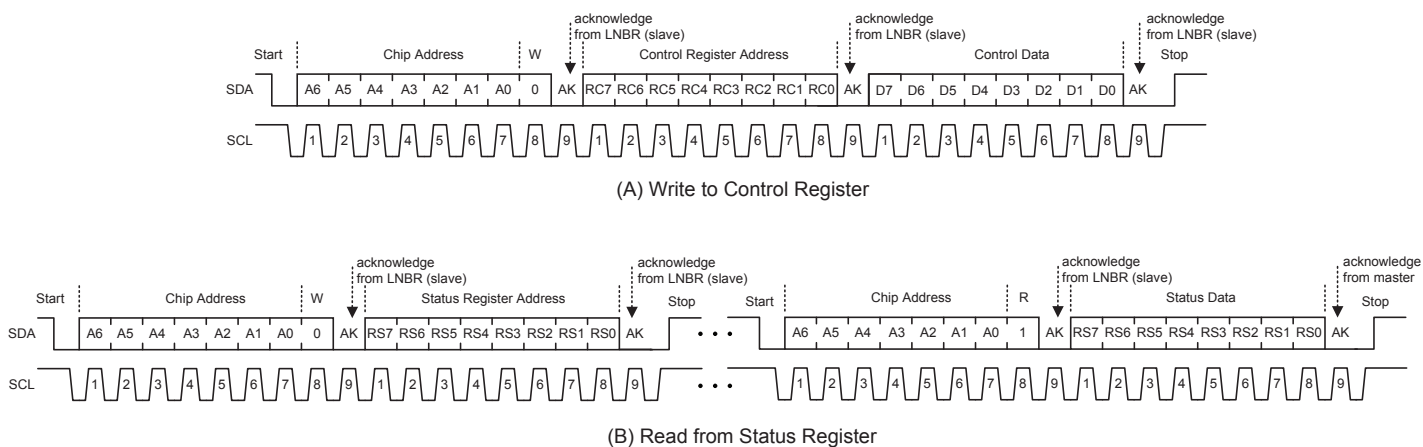 acknowledge acknowledge acknowledge
from LNBR (slave) from LNBR (slave) from LNBR (slave)
Start Chip Address W Control Register Address Control Data Stop
SDA A6 A5 A4 A3 A2 A1 A0 0 AK RC7 RC6 RC5 RC4 RC3 RC2 RC1 RC0 AK D7 D6 D5 D4 D3 D2 D1 D0 AK
SCL 1 2 3 4 5 6 7 8 9 1 2 3 4 5 6 7 8 9 1 2 3 4 5 6 7 8 9
(A) Write to Control Register
acknowledge acknowledge acknowledge acknowledge
from LNBR (slave) from LNBR (slave) from LNBR (slave) from master
Start Chip Address W Status Register Address Stop Start Chip Address R Status Data Stop
SDA A6 A5 A4 A3 A2 A1 A0 0 AK RS7 RS6 RS5 RS4 RS3 RS2 RS1 RS0 AK • • • A6 A5 A4 A3 A2 A1 A0 1 AK RS7 RS6 RS5 RS4 RS3 RS2 RS1 RS0 AK
SCL 1 2 3 4 5 6 7 8 9 1 2 3 4 5 6 7 8 9 • • • 1 2 3 4 5 6 7 8 9 1 2 3 4 5 6 7 8 9
(B) Read from Status Register